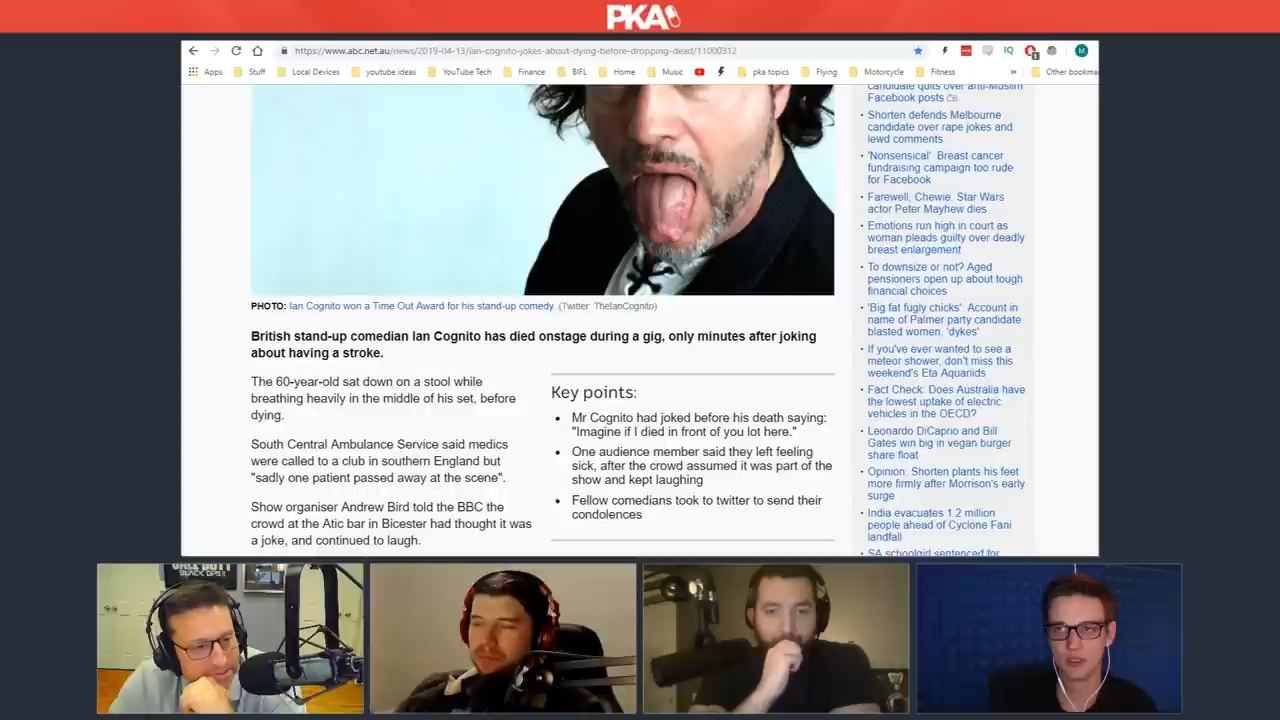 PKA
https://www.abc.net.au/news/2019-04-13/ian-cognito-jokes-about-dying-before-dropping-dead/11000312
Apps Stuff Local Devices youtube ideas YouTube Tech Finance BIFL Home Music pka topics Flying Motorcycle Fitness » Other bookma
PHOTO: Ian Cognito won a Time Out Award for his stand-up comedy. (Twitter TheIanCognito)
British stand-up comedian Ian Cognito has died onstage during a gig, only minutes after joking
about having a stroke.
The 60-year-old sat down on a stool while
breathing heavily in the middle of his set, before
dying.
South Central Ambulance Service said medics
were called to a club in southern England but
"sadly one patient passed away at the scene".
Show organiser Andrew Bird told the BBC the
crowd at the Atic bar in Bicester had thought it was
a joke, and continued to laugh.
Key points:
• Mr Cognito had joked before his death saying:
"Imagine if I died in front of you lot here."
• One audience member said they left feeling
sick, after the crowd assumed it was part of the
show and kept laughing
• Fellow comedians took to twitter to send their
condolences
candidate quits over anti-Muslim
Facebook posts
• Shorten defends Melbourne
candidate over rape jokes and
lewd comments
• 'Nonsensical' Breast cancer
fundraising campaign too rude
for Facebook
• Farewell, Chewie. Star Wars
actor Peter Mayhew dies
• Emotions run high in court as
woman pleads guilty over deadly
breast enlargement
• To downsize or not? Aged
pensioners open up about tough
financial choices
• 'Big fat fugly chicks': Account in
name of Palmer party candidate
blasted women, 'dykes'
• If you've ever wanted to see a
meteor shower, don't miss this
weekend's Eta Aquariids
• Fact Check: Does Australia have
the lowest uptake of electric
vehicles in the OECD?
• Leonardo DiCaprio and Bill
Gates win big in vegan burger
share float
• Opinion: Shorten plants his feet
more firmly after Morrison's early
surge
• India evacuates 1.2 million
people ahead of Cyclone Fani
landfall
• SA schoolgirl sentenced for
CALL OF DUTY
BLACK OPS II